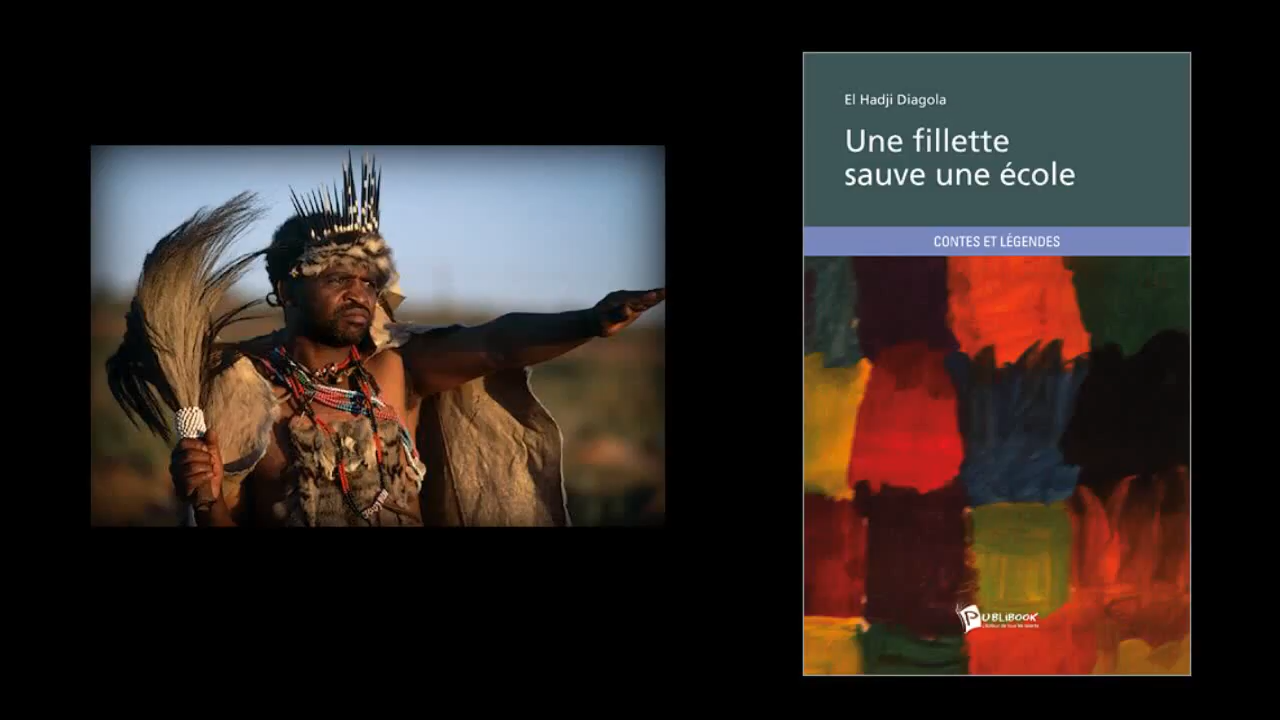 El Hadji Diagola
Une fillette
sauve une école
CONTES ET LÉGENDES
PUBLIBOOK